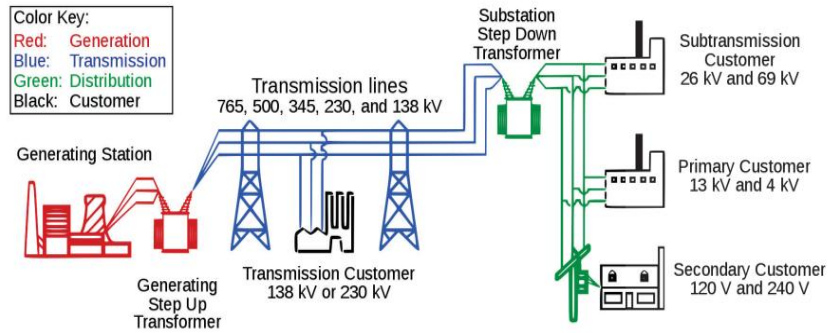 Color Key:
Red: Generation
Blue: Transmission
Green: Distribution
Black: Customer
Substation
Step Down
Transformer
Subtransmission
Customer
26 kV and 69 kV
Transmission lines
765, 500, 345, 230, and 138 kV
Generating Station
Primary Customer
13 kV and 4 kV
Transmission Customer
138 kV or 230 kV
Generating
Step Up
Transformer
Secondary Customer
120 V and 240 V